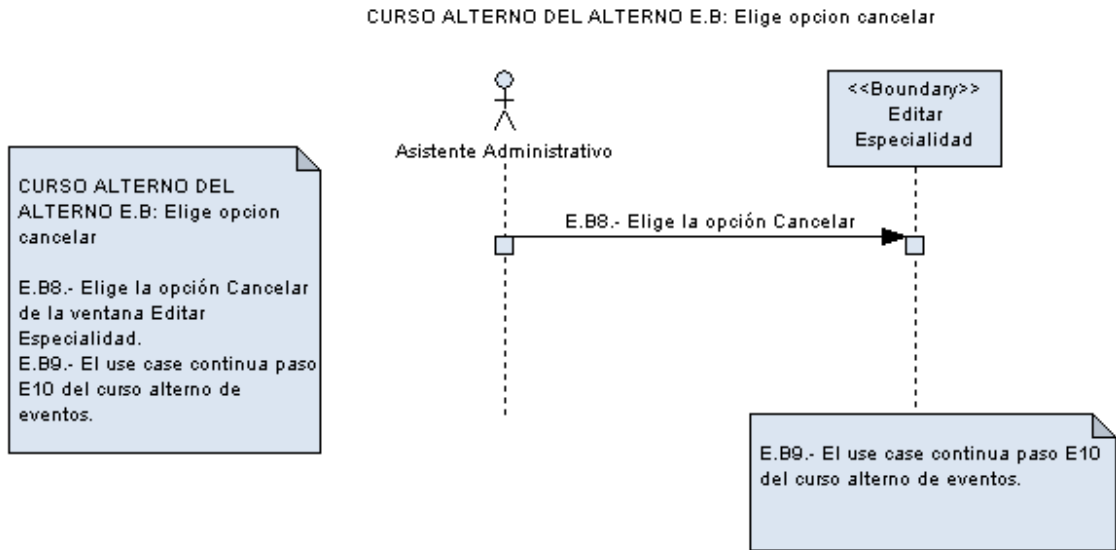 CURSO ALTERNO DEL ALTERNO E.B: Elige opcion cancelar
<<Boundary>>
Editar
Especialidad
Asistente Administrativo
CURSO ALTERNO DEL
ALTERNO E.B: Elige opcion
cancelar
E.B8.- Elige la opción Cancelar
de la ventana Editar
Especialidad.
E.B9.- El use case continua paso
E10 del curso alterno de
eventos.
E.B8.- Elige la opción Cancelar
E.B9.- El use case continua paso E10
del curso alterno de eventos.